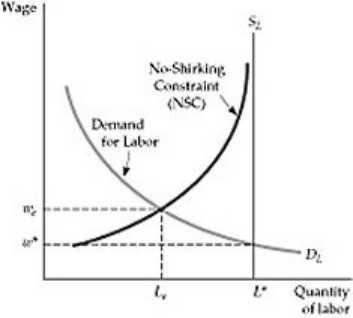 Wage
S_L
No-Shirking
Constraint
(NSC)
Demand
for Labor
w_e
w*
D_L
L_e
L*
Quantity
of labor